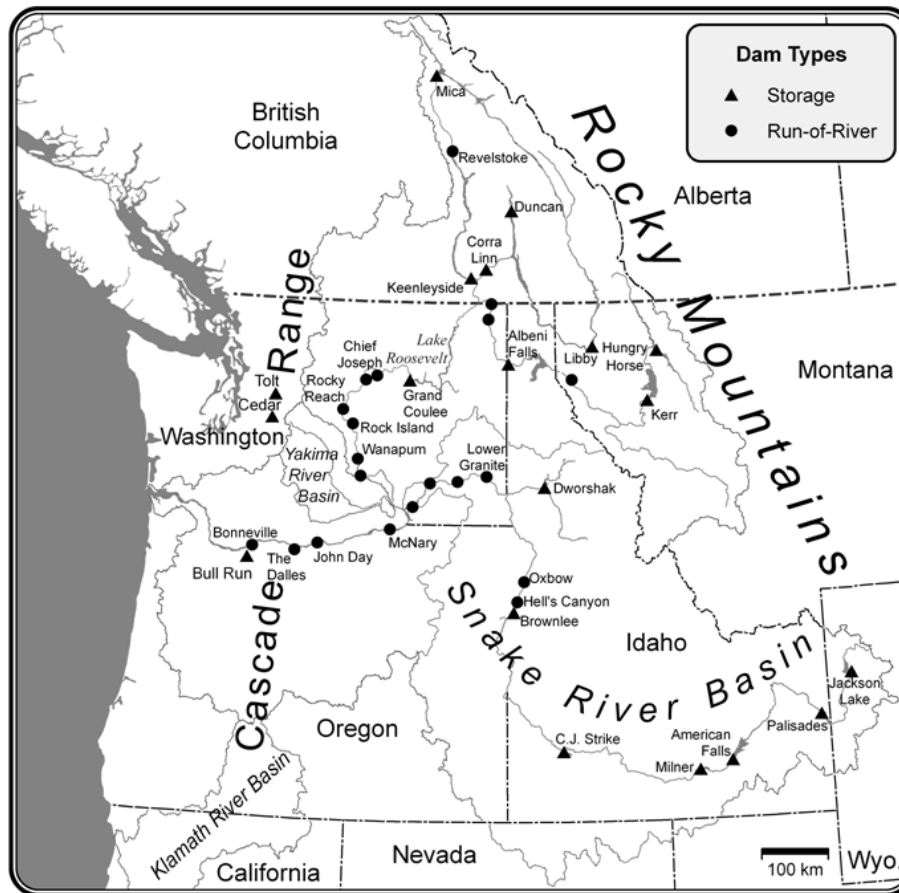 Dam Types
Storage
Run-of-River
Mica
British
Columbia
Revelstoke
Rocky Mountains
Alberta
Duncan
Corra
Linn
Keenleyside
Cascade Range
Lake
Roosevelt
Albeni
Falls
Libby
Hungry
Horse
Montana
Chief
Joseph
Tolt
Rocky
Reach
Grand
Coulee
Kerr
Cedar
Rock Island
Washington
Wanapum
Yakima
River
Basin
Lower
Granite
Dworshak
Bonneville
McNary
John Day
The
Dalles
Bull Run
Oxbow
Hell's Canyon
Brownlee
Snake River Basin
Idaho
Jackson
Lake
Palisades
Oregon
C.J. Strike
American
Falls
Milner
Klamath River Basin
Nevada
California
100 km
Wyo.